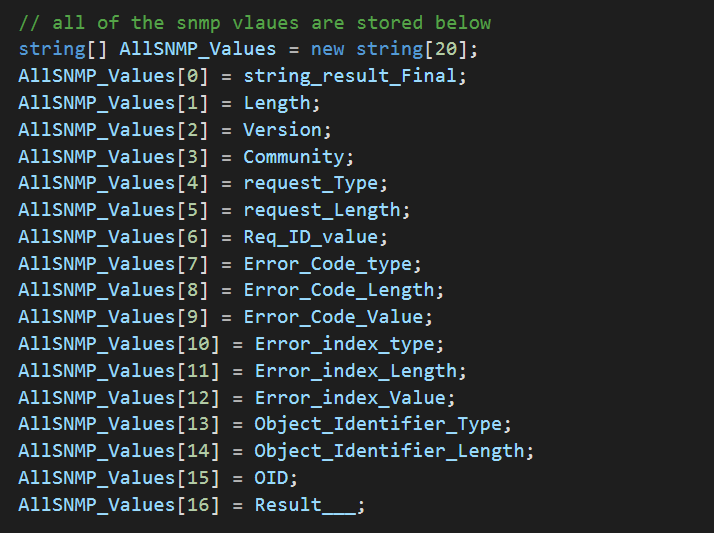 // all of the snmp vlaues are stored below
string[] AllSNMP_Values = new string[20];
AllSNMP_Values[0] = string_result_Final;
AllSNMP_Values[1] = Length;
AllSNMP_Values[2] = Version;
AllSNMP_Values[3] = Community;
AllSNMP_Values[4] = request_Type;
AllSNMP_Values[5] = request_Length;
AllSNMP_Values[6] = Req_ID_value;
AllSNMP_Values[7] = Error_Code_type;
AllSNMP_Values[8] = Error_Code_Length;
AllSNMP_Values[9] = Error_Code_Value;
AllSNMP_Values[10] = Error_index_type;
AllSNMP_Values[11] = Error_index_Length;
AllSNMP_Values[12] = Error_index_Value;
AllSNMP_Values[13] = Object_Identifier_Type;
AllSNMP_Values[14] = Object_Identifier_Length;
AllSNMP_Values[15] = OID;
AllSNMP_Values[16] = Result___;